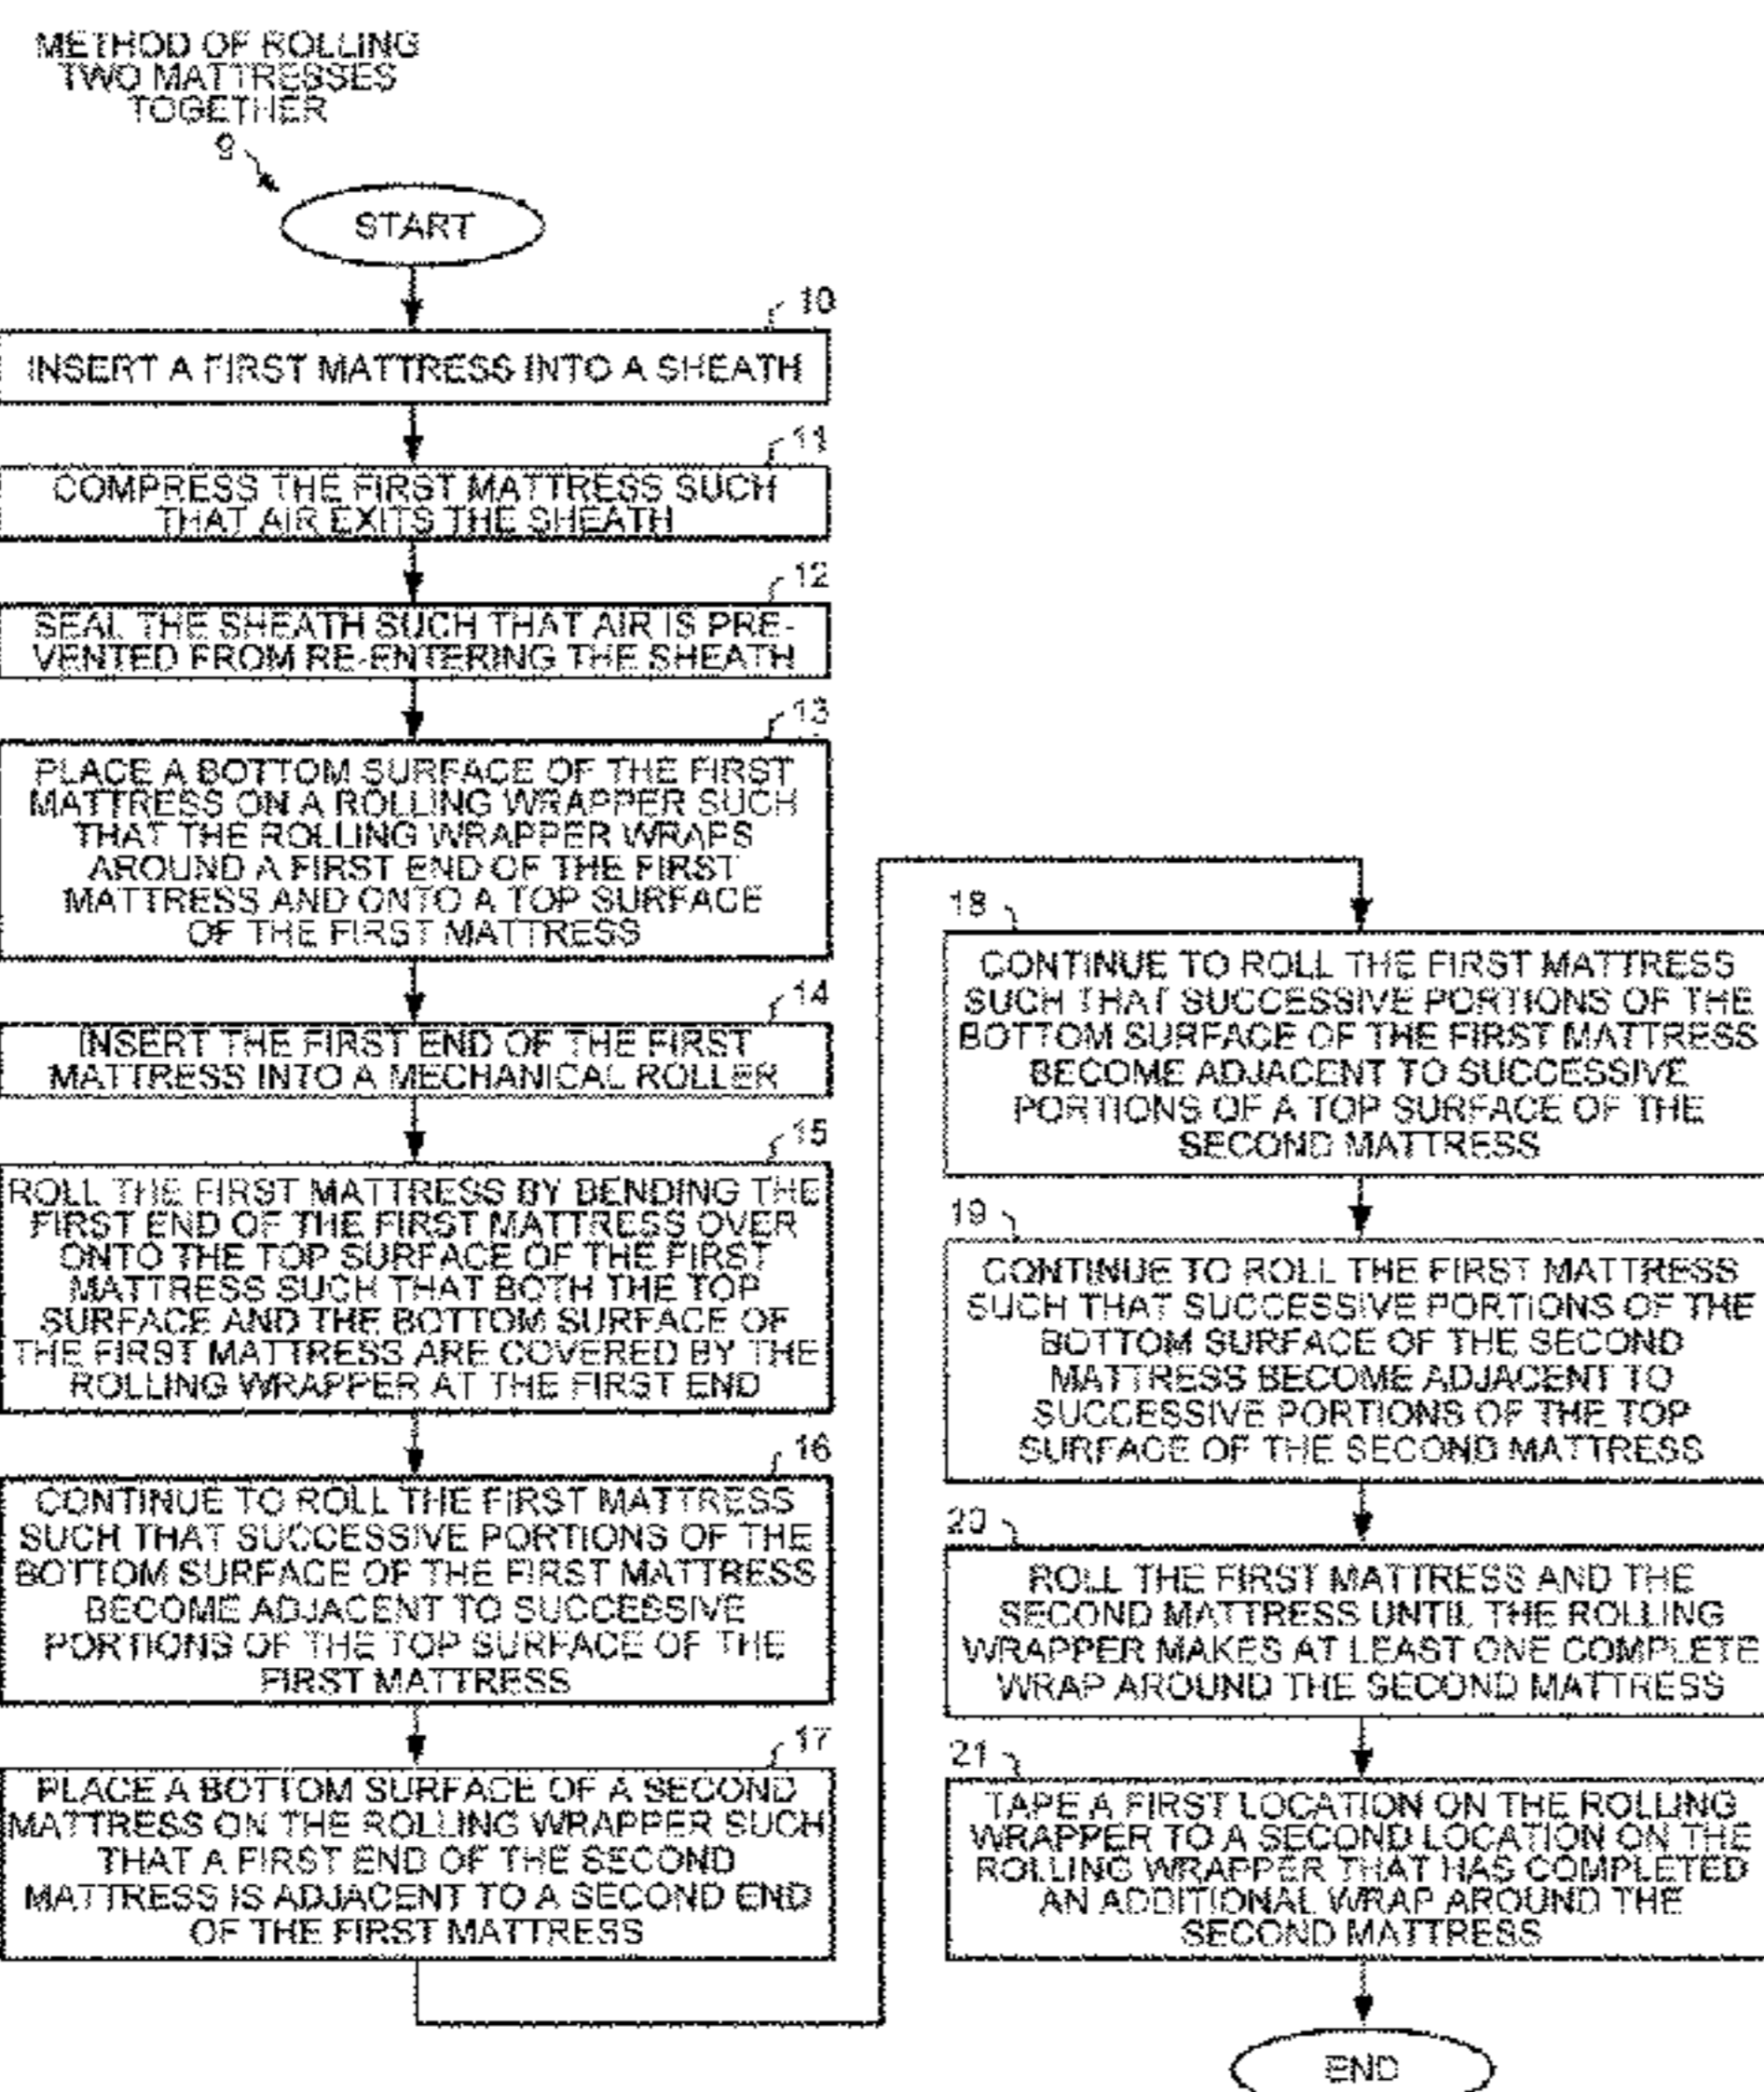 METHOD OF ROLLING
TWO MATTRESSES
TOGETHER
9
START
10
INSERT A FIRST MATTRESS INTO A SHEATH
11
COMPRESS THE FIRST MATTRESS SUCH
THAT AIR EXITS THE SHEATH
12
SEAL THE SHEATH SUCH THAT AIR IS PRE-
VENTED FROM RE-ENTERING THE SHEATH
13
PLACE A BOTTOM SURFACE OF THE FIRST
MATTRESS ON A ROLLING WRAPPER SUCH
THAT THE ROLLING WRAPPER WRAPS
AROUND A FIRST END OF THE FIRST
MATTRESS AND ONTO A TOP SURFACE
OF THE FIRST MATTRESS
14
INSERT THE FIRST END OF THE FIRST
MATTRESS INTO A MECHANICAL ROLLER
15
ROLL THE FIRST MATTRESS BY BENDING THE
FIRST END OF THE FIRST MATTRESS OVER
ONTO THE TOP SURFACE OF THE FIRST
MATTRESS SUCH THAT BOTH THE TOP
SURFACE AND THE BOTTOM SURFACE OF
THE FIRST MATTRESS ARE COVERED BY THE
ROLLING WRAPPER AT THE FIRST END
16
CONTINUE TO ROLL THE FIRST MATTRESS
SUCH THAT SUCCESSIVE PORTIONS OF THE
BOTTOM SURFACE OF THE FIRST MATTRESS
BECOME ADJACENT TO SUCCESSIVE
PORTIONS OF THE TOP SURFACE OF THE
FIRST MATTRESS
17
PLACE A BOTTOM SURFACE OF A SECOND
MATTRESS ON THE ROLLING WRAPPER SUCH
THAT A FIRST END OF THE SECOND
MATTRESS IS ADJACENT TO A SECOND END
OF THE FIRST MATTRESS
18
CONTINUE TO ROLL THE FIRST MATTRESS
SUCH THAT SUCCESSIVE PORTIONS OF THE
BOTTOM SURFACE OF THE FIRST MATTRESS
BECOME ADJACENT TO SUCCESSIVE
PORTIONS OF A TOP SURFACE OF THE
SECOND MATTRESS
19
CONTINUE TO ROLL THE FIRST MATTRESS
SUCH THAT SUCCESSIVE PORTIONS OF THE
BOTTOM SURFACE OF THE SECOND
MATTRESS BECOME ADJACENT TO
SUCCESSIVE PORTIONS OF THE TOP
SURFACE OF THE SECOND MATTRESS
20
ROLL THE FIRST MATTRESS AND THE
SECOND MATTRESS UNTIL THE ROLLING
WRAPPER MAKES AT LEAST ONE COMPLETE
WRAP AROUND THE SECOND MATTRESS
21
TAPE A FIRST LOCATION ON THE ROLLING
WRAPPER TO A SECOND LOCATION ON THE
ROLLING WRAPPER THAT HAS COMPLETED
AN ADDITIONAL WRAP AROUND THE
SECOND MATTRESS
END